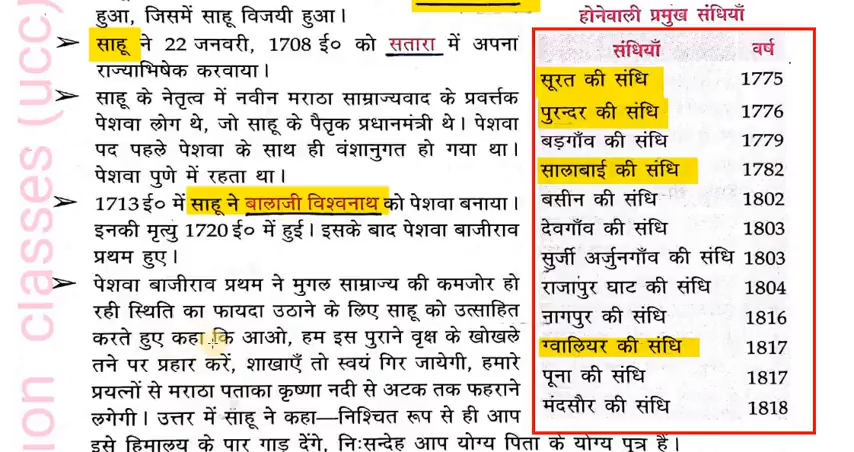 हुआ, जिसमें साहू विजयी हुआ।
साहू ने 22 जनवरी, 1708 ई० को सतारा में अपना
राज्याभिषेक करवाया।
साहू के नेतृत्व में नवीन मराठा साम्राज्यवाद के प्रवर्त्तक
पेशवा लोग थे, जो साहू के पैतृक प्रधानमंत्री थे। पेशवा
पद पहले पेशवा के साथ ही वंशानुगत हो गया था।
पेशवा पुणे में रहता था।
1713 ई० में साहू ने बालाजी विश्वनाथ को पेशवा बनाया।
इनकी मृत्यु 1720 ई० में हुई। इसके बाद पेशवा बाजीराव
प्रथम हुए।
पेशवा बाजीराव प्रथम ने मुगल साम्राज्य की कमजोर हो
रही स्थिति का फायदा उठाने के लिए साहू को उत्साहित
करते हुए कहा कि आओ, हम इस पुराने वृक्ष के खोखले
तने पर प्रहार करें, शाखाएँ तो स्वयं गिर जायेगी, हमारे
प्रयत्नों से मराठा पताका कृष्णा नदी से अटक तक फहराने
लगेगी। उत्तर में साहू ने कहा—निश्चित रूप से ही आप
इसे हिमालय के पार गाड़ देंगे, निःसन्देह आप योग्य पिता के योग्य पुत्र हैं।
होनेवाली प्रमुख संधियाँ
संधियाँ वर्ष
सूरत की संधि 1775
पुरन्दर की संधि 1776
बड़गाँव की संधि 1779
सालाबाई की संधि 1782
बसीन की संधि 1802
देवगाँव की संधि 1803
सुर्जी अर्जुनगाँव की संधि 1803
राजापुर घाट की संधि 1804
नागपुर की संधि 1816
ग्वालियर की संधि 1817
पूना की संधि 1817
मंदसौर की संधि 1818
ion classes (ucc)